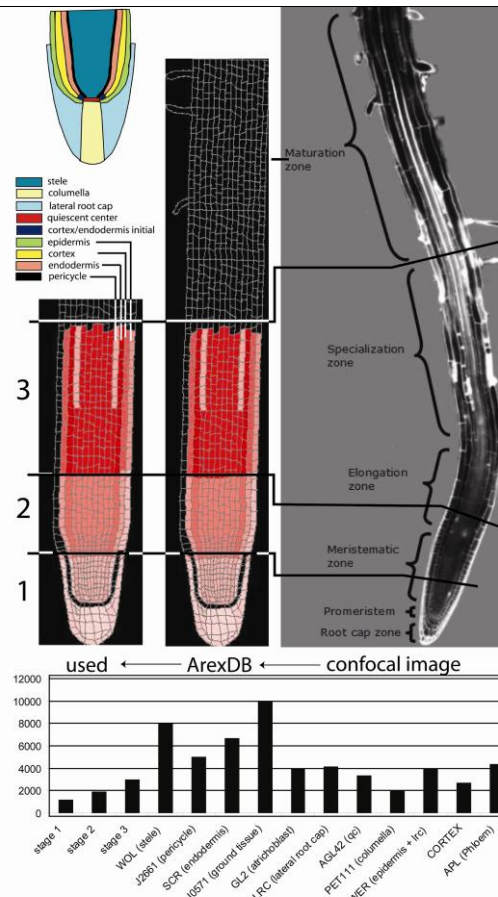 stele
columella
lateral root cap
quiescent center
cortex/endodermis initial
epidermis
cortex
endodermis
pericycle
3
2
1
Maturation
zone
Specialization
zone
Elongation
zone
Meristematic
zone
Promeristem
Root cap zone
used
ArexDB
confocal image
12000
10000
8000
6000
4000
2000
0
stage 1
stage 2
stage 3
WOL (stele)
J2661 (pericycle)
SCR (endodermis)
J0571 (ground tissue)
GL2 (atrichoblast)
LRC (lateral root cap)
AGL42 (qc)
PET111 (columella)
(epidermis + lrc)
CORTEX
APL (Phloem)